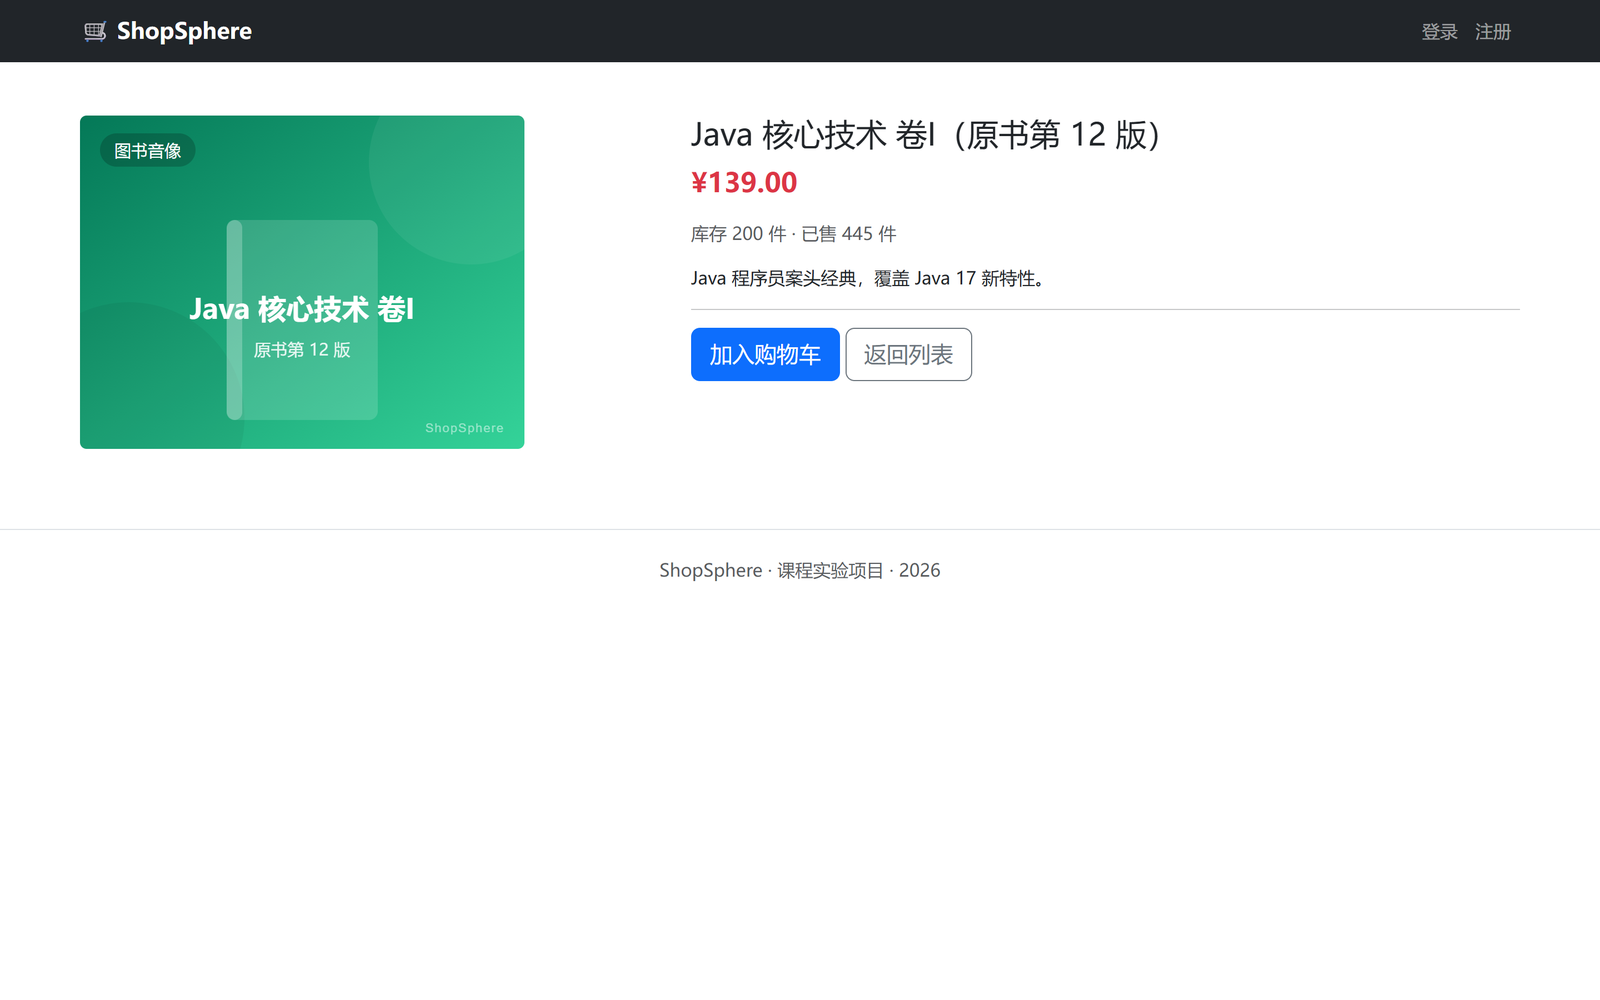 ShopSphere
登录 注册
图书音像
Java 核心技术 卷I
原书第 12 版
ShopSphere
Java 核心技术 卷I（原书第 12 版）
¥139.00
库存 200 件 · 已售 445 件
Java 程序员案头经典，覆盖 Java 17 新特性。
加入购物车 返回列表
ShopSphere · 课程实验项目 · 2026